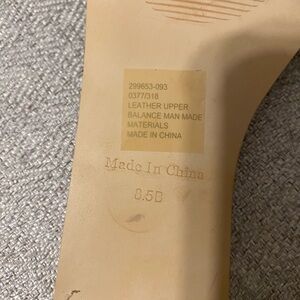 299653-093
0377/318
LEATHER UPPER
BALANCE MAN MADE
MATERIALS
MADE IN CHINA
Made In China
8.5B